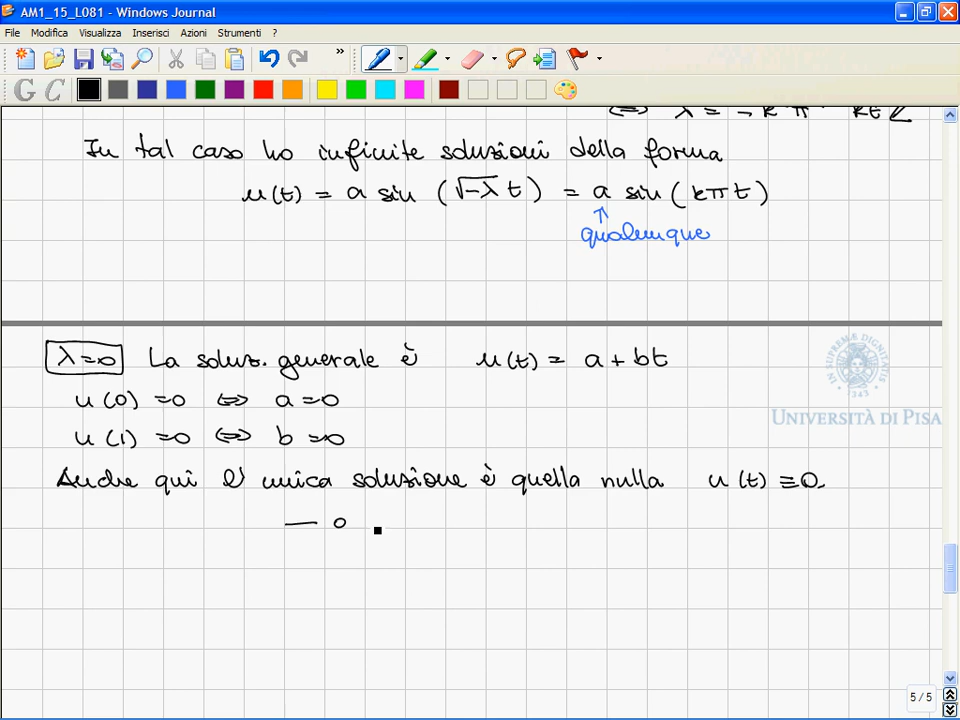 AM1_15_L081 - Windows Journal
File Modifica Visualizza Inserisci Azioni Strumenti ?
⇔ λ = -k²π² k∈Z
In tal caso ho infinite soluzioni della forma
u(t) = a sin (√-λ t) = a sin (kπt)
↑
qualunque
λ=0 La soluz. generale è u(t) = a + bt
u(0) =0 ⇔ a=0
u(1) =0 ⇔ b=0
Anche qui l'unica soluzione è quella nulla u(t) ≡0.
— o
UNIVERSITÀ DI PISA
5 / 5